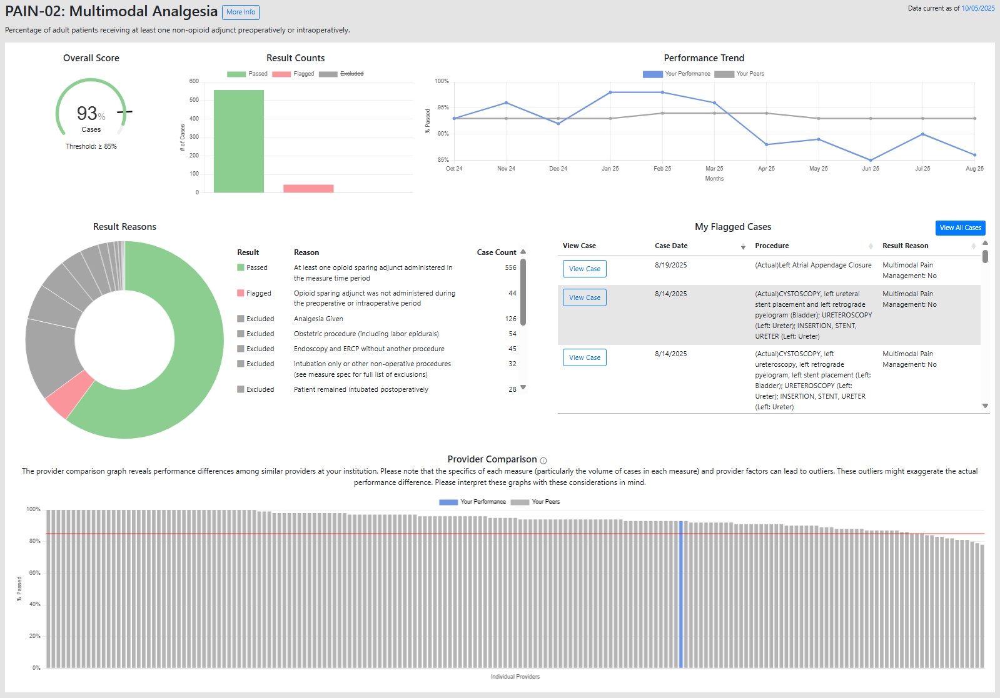 PAIN-02: Multimodal Analgesia More Info
Data current as of 10/05/2025
Percentage of adult patients receiving at least one non-opioid adjunct preoperatively or intraoperatively.
Overall Score
93%
Cases
Threshold: ≥ 85%
Result Counts
Passed Flagged Excluded
600
500
400
300
200
100
0
# of Cases
Performance Trend
Your Performance Your Peers
100%
95%
90%
85%
% Passed
Oct 24 Nov 24 Dec 24 Jan 25 Feb 25 Mar 25 Apr 25 May 25 Jun 25 Jul 25 Aug 25
Months
Result Reasons
Result Reason Case Count
Passed At least one opioid sparing adjunct administered in 556
the measure time period
Flagged Opioid sparing adjunct was not administered during 44
the preoperative or intraoperative period
Excluded Analgesia Given 126
Excluded Obstetric procedure (including labor epidurals) 54
Excluded Endoscopy and ERCP without another procedure 45
Excluded Intubation only or other non-operative procedures 32
(see measure spec for full list of exclusions)
Excluded Patient remained intubated postoperatively 28
My Flagged Cases
View All Cases
View Case Case Date Procedure Result Reason
View Case 8/19/2025 (Actual)Left Atrial Appendage Closure Multimodal Pain
Management: No
View Case 8/14/2025 (Actual)CYSTOSCOPY, left ureteral Multimodal Pain
stent placement and left retrograde Management: No
pyelogram (Bladder); URETEROSCOPY
(Left: Ureter); INSERTION, STENT,
URETER (Left: Ureter)
View Case 8/14/2025 (Actual)CYSTOSCOPY, left Multimodal Pain
ureteroscopy, left retrograde Management: No
pyelogram, left stent placement (Left:
Bladder); URETEROSCOPY (Left:
Ureter); INSERTION, STENT, URETER
(Left: Ureter)
Provider Comparison
The provider comparison graph reveals performance differences among similar providers at your institution. Please note that the specifics of each measure (particularly the volume of cases in each measure) and provider factors can lead to outliers. These outliers might exaggerate the actual
performance difference. Please interpret these graphs with these considerations in mind.
Your Performance Your Peers
100%
80%
60%
40%
20%
0%
% Passed
Individual Providers